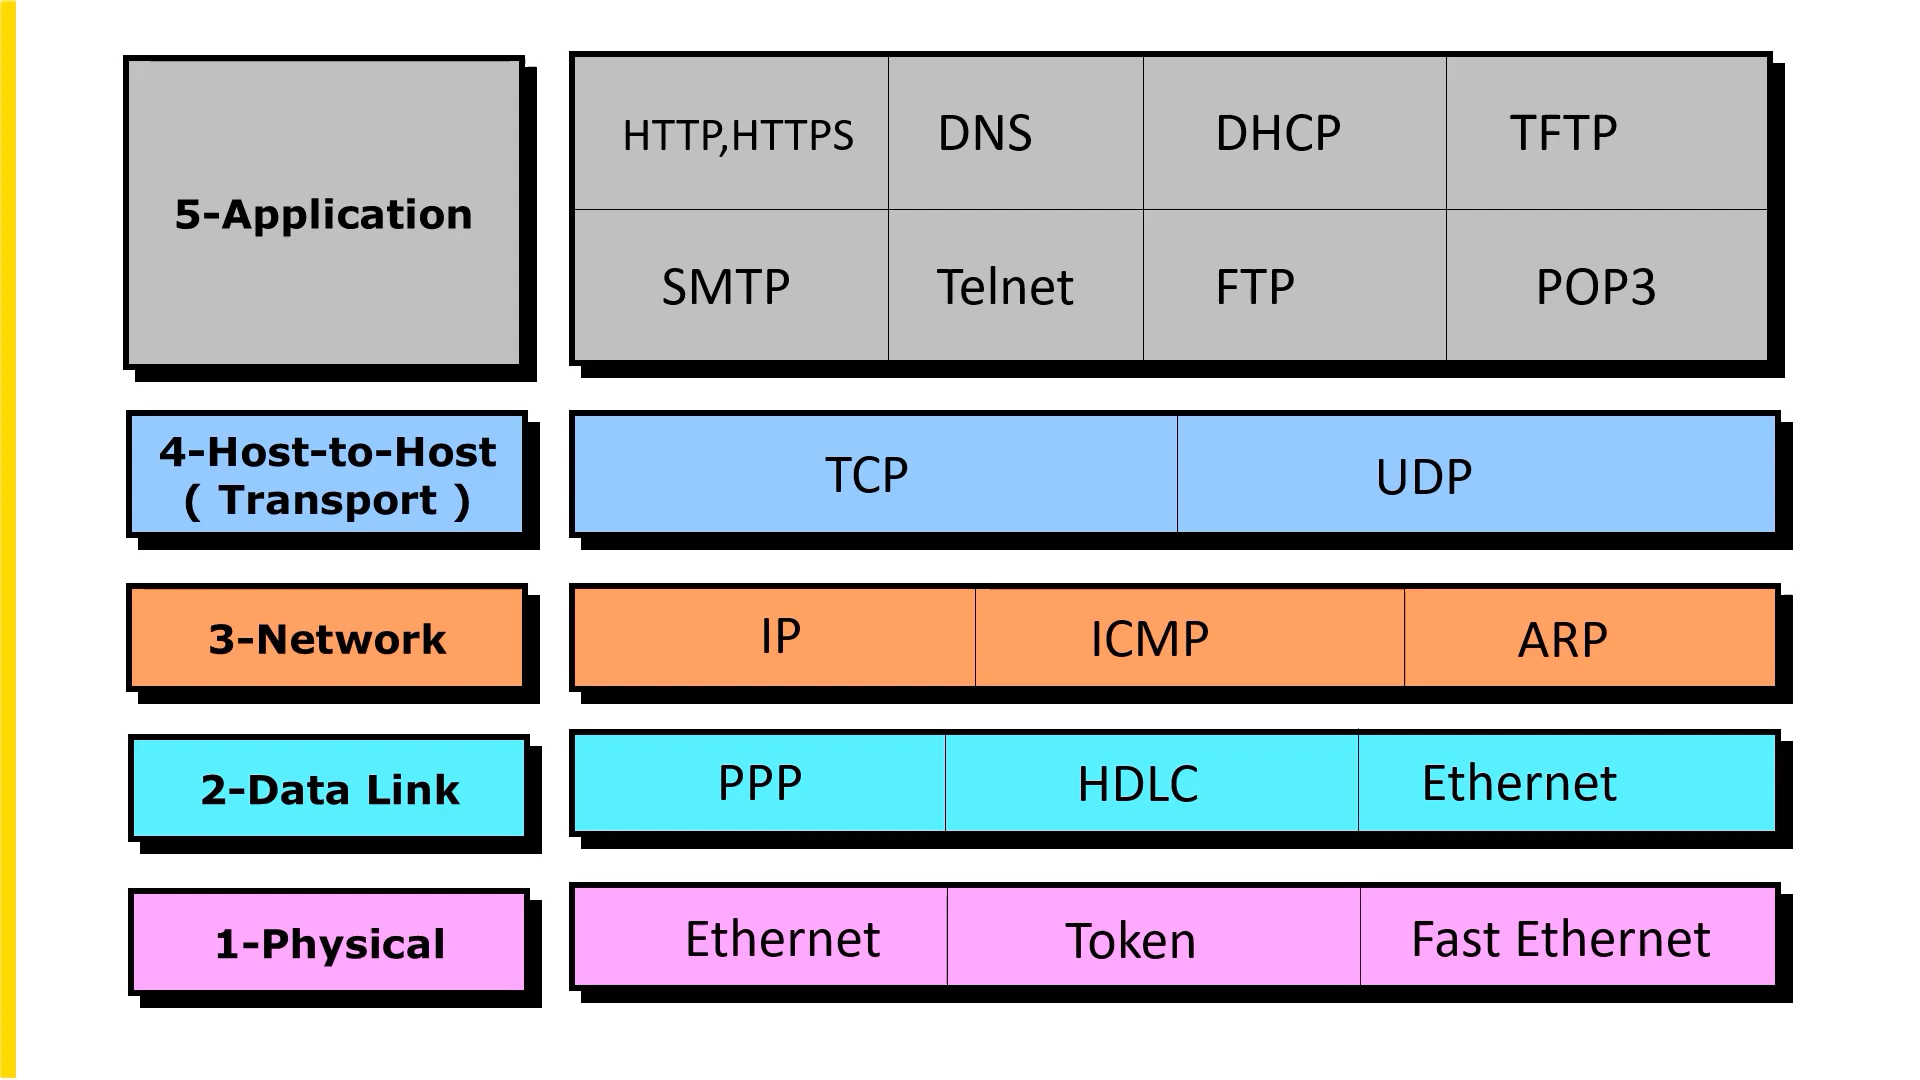 5-Application
HTTP,HTTPS
DNS
DHCP
TFTP
SMTP
Telnet
FTP
POP3
4-Host-to-Host
( Transport )
TCP
UDP
3-Network
IP
ICMP
ARP
2-Data Link
PPP
HDLC
Ethernet
1-Physical
Ethernet
Token
Fast Ethernet